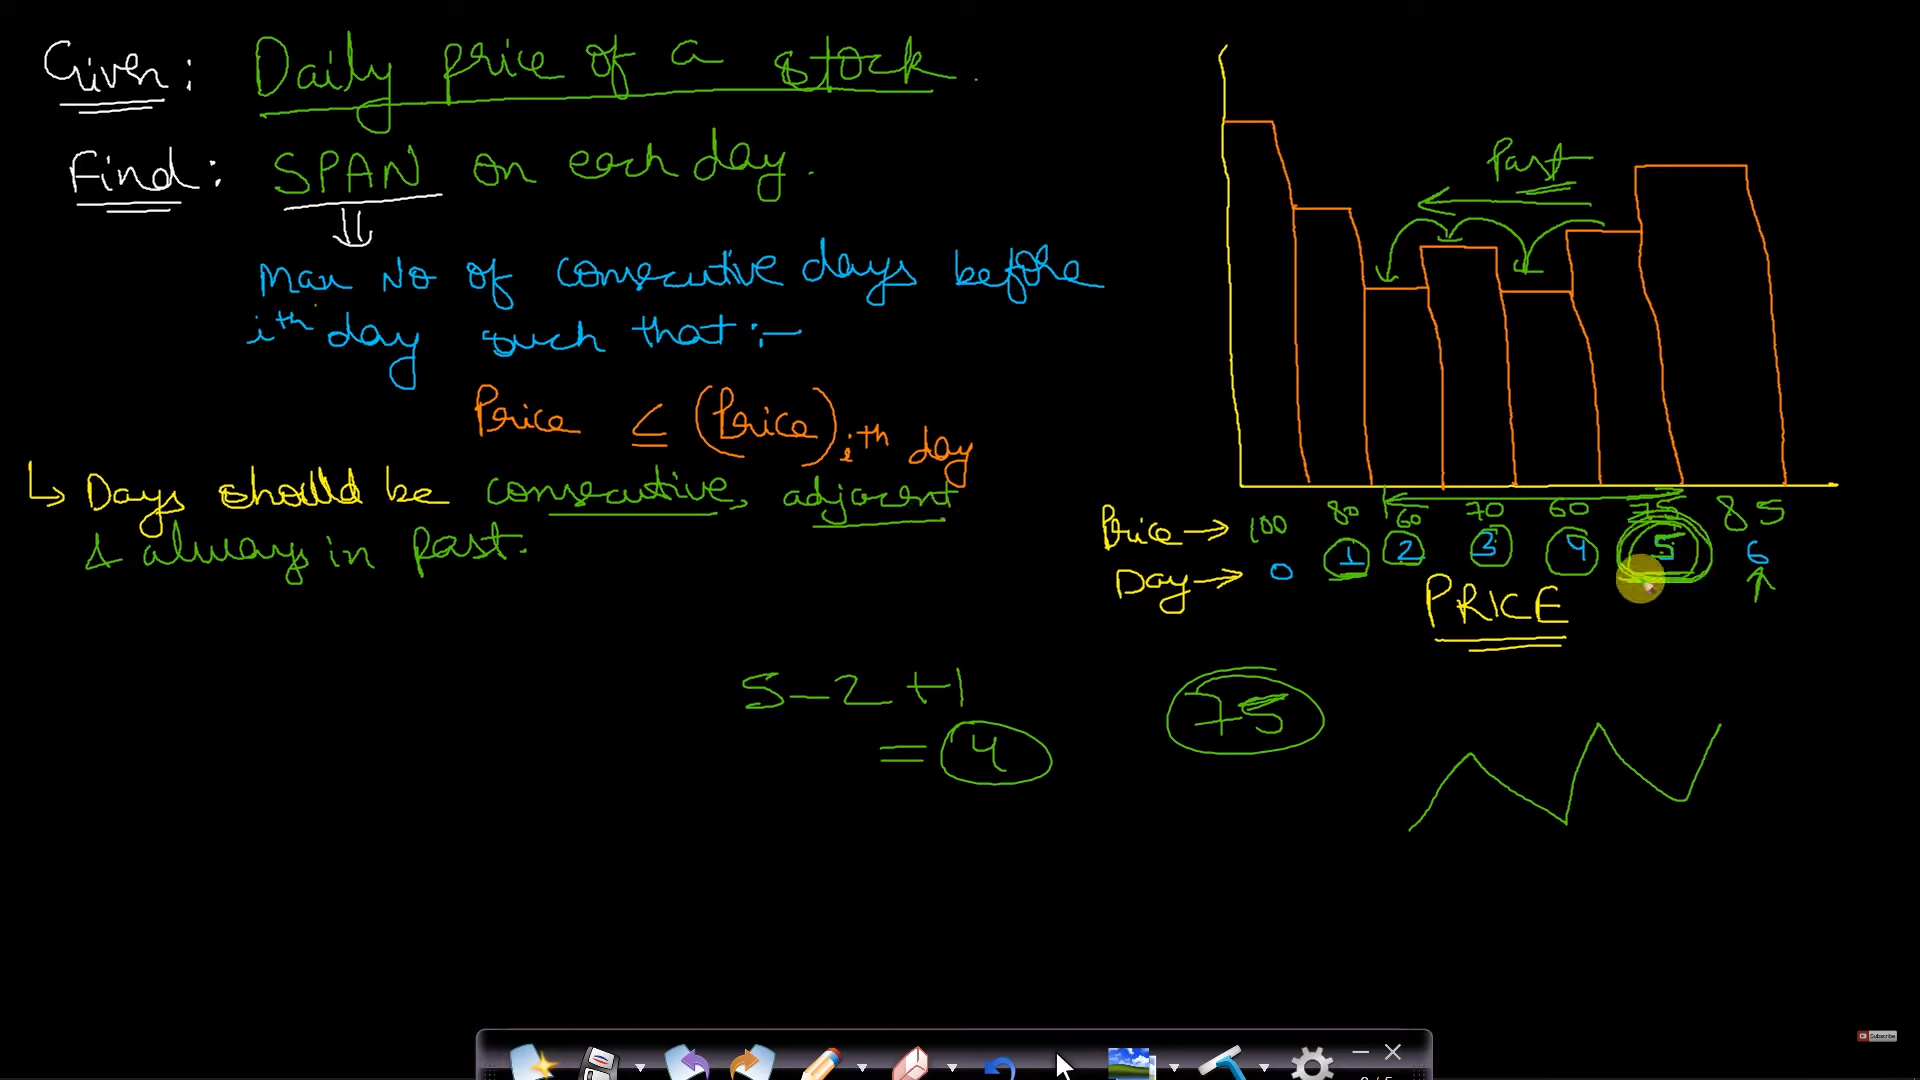 Given: Daily price of a stock.
Find: SPAN on each day.
Max No of consecutive days before
ith day such that :-
Price ≤ (Price) ith day
↳ Days should be consecutive, adjacent
& always in Past.
Past
Price → 100 80 60 70 60 75 85
Day → 0 1 2 3 4 5 6
PRICE
5-2+1
= 4
75
Subscribe